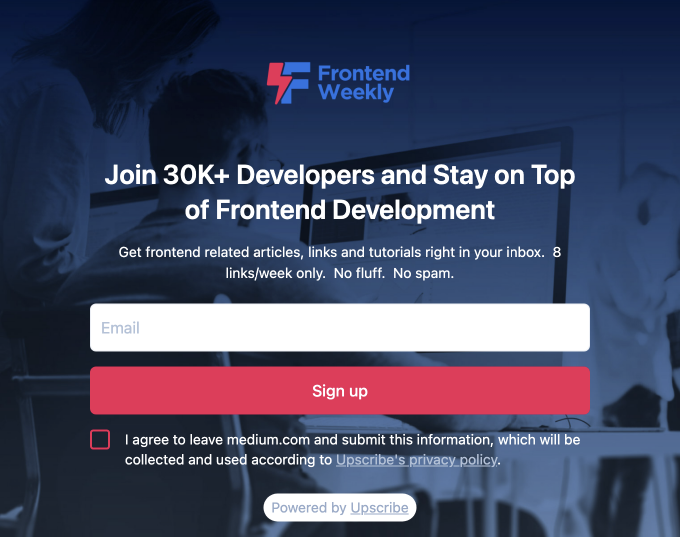 Frontend
Weekly
Join 30K+ Developers and Stay on Top
of Frontend Development
Get frontend related articles, links and tutorials right in your inbox.  8
links/week only.  No fluff.  No spam.
Email
Sign up
I agree to leave medium.com and submit this information, which will be
collected and used according to Upscribe's privacy policy.
Powered by Upscribe